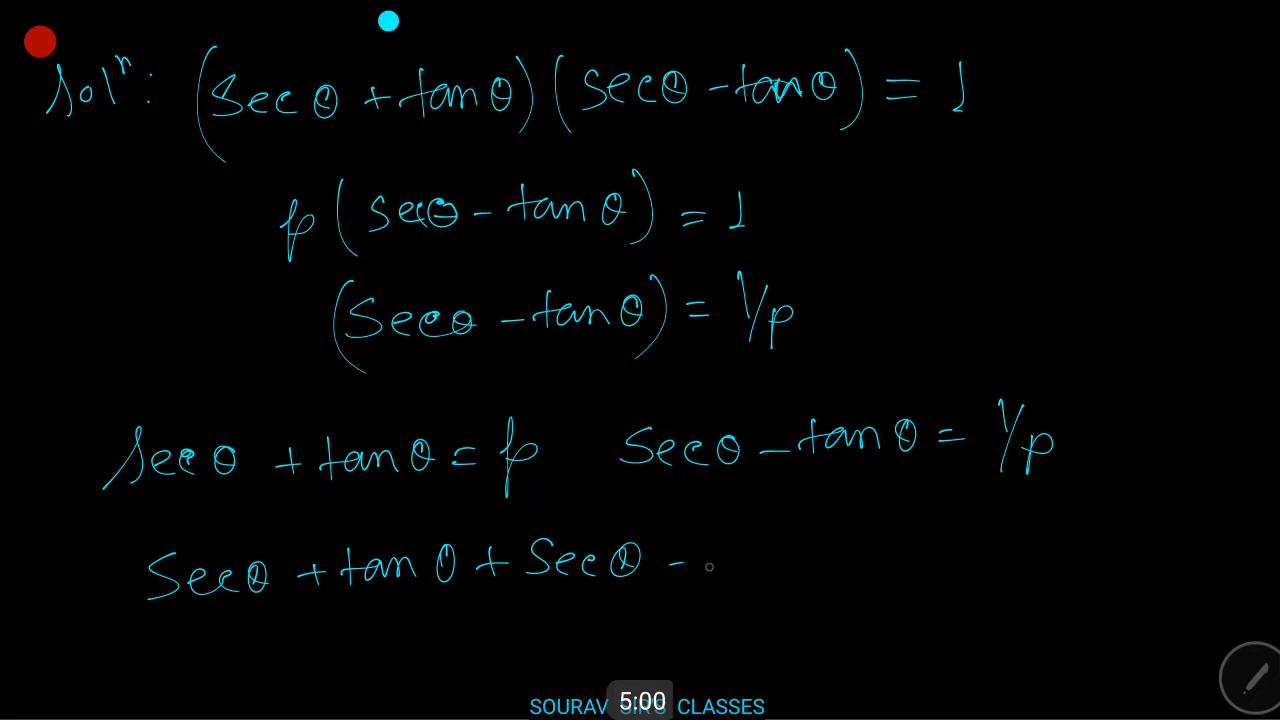 Solⁿ: (Secθ + tanθ)(secθ - tanθ) = 1
p(secθ - tanθ) = 1
(Secθ - tanθ) = 1/p
Secθ + tanθ = p Secθ - tanθ = 1/p
Secθ + tanθ + Secθ -
5:00
SOURAV SIR'S CLASSES